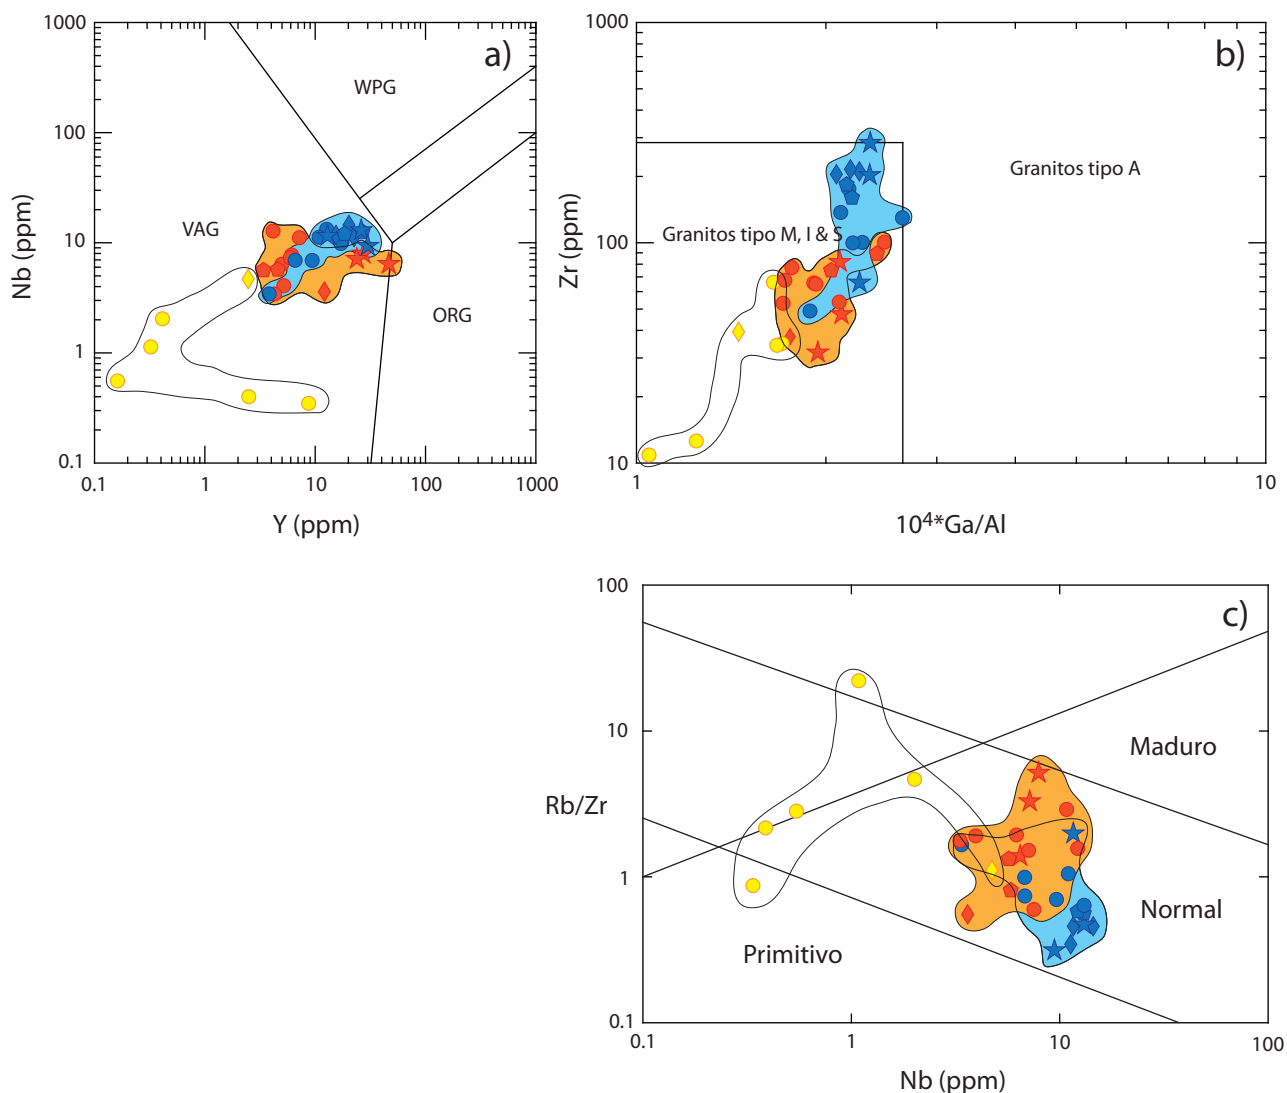 a)
1000
100
10
1
0.1
Nb (ppm)
WPG
VAG
ORG
0.1
1
10
100
1000
Y (ppm)
b)
1000
100
10
Zr (ppm)
Granitos tipo A
Granitos tipo M, I & S
1
10
10⁴*Ga/Al
c)
100
10
1
0.1
Rb/Zr
Maduro
Normal
Primitivo
0.1
1
10
100
Nb (ppm)